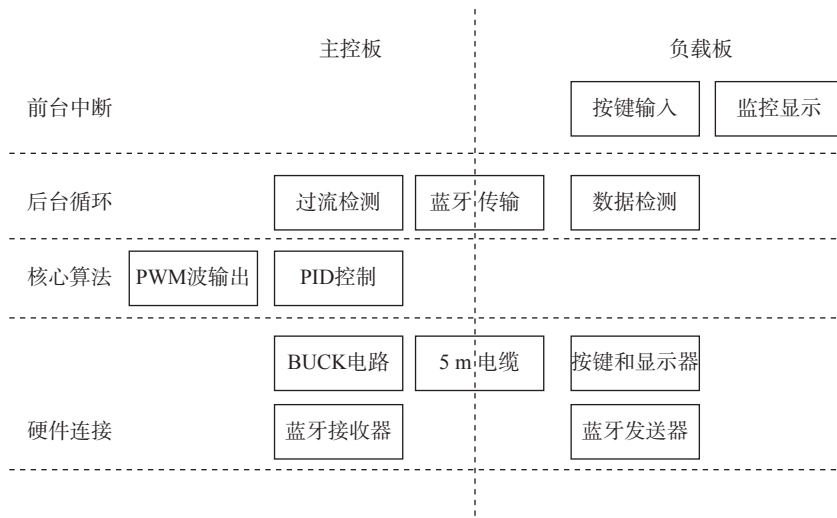 主控板 负载板
前台中断 按键输入 监控显示
后台循环 过流检测 蓝牙传输 数据检测
核心算法 PWM波输出 PID控制
BUCK电路 5 m 电缆 按键和显示器
硬件连接 蓝牙接收器 蓝牙发送器